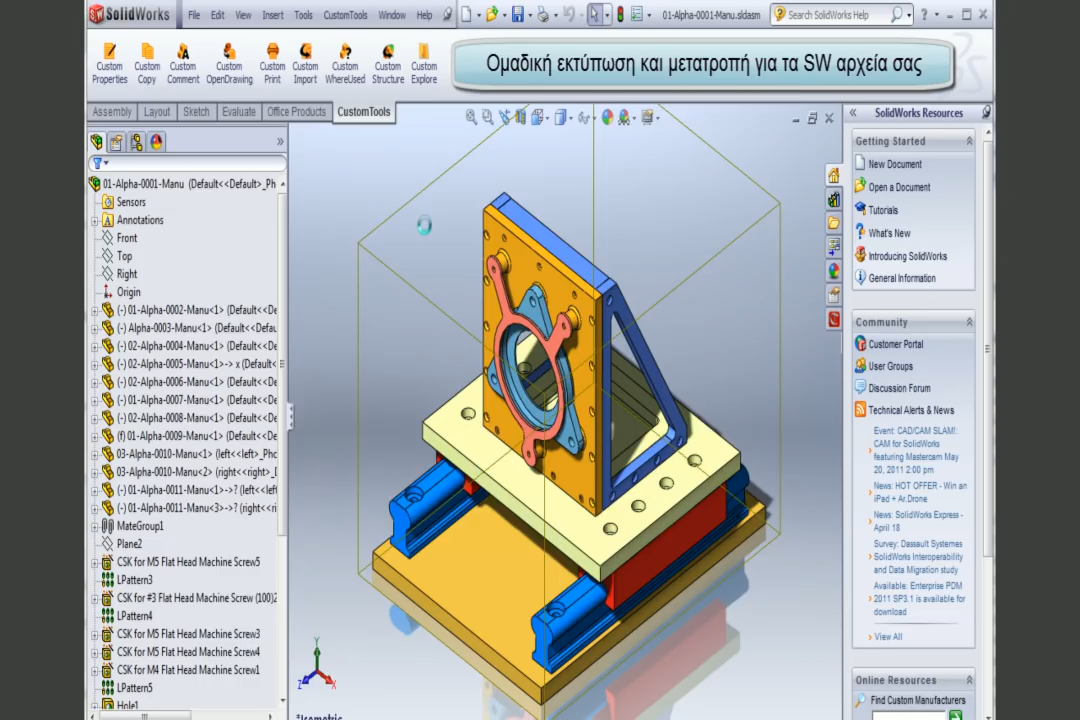 SolidWorks
File Edit View Insert Tools CustomTools Window Help
01-Alpha-0001-Manu.sldasm
Search SolidWorks Help
Custom Properties
Custom Copy
Custom Comment
Custom OpenDrawing
Custom Print
Custom Import
Custom WhereUsed
Custom Structure
Custom Explore
Ομαδική εκτύπωση και μετατροπή για τα SW αρχεία σας
Assembly Layout Sketch Evaluate Office Products CustomTools
01-Alpha-0001-Manu (Default<<Default>_Ph
Sensors
Annotations
Front
Top
Right
Origin
(-) 01-Alpha-0002-Manu<1> (Default<<De
(-) Alpha-0003-Manu<1> (Default<<Defau
(-) 02-Alpha-0004-Manu<1> (Default<<De
(-) 02-Alpha-0005-Manu<1>-> x (Default<
(-) 02-Alpha-0006-Manu<1> (Default<<De
(-) 01-Alpha-0007-Manu<1> (Default<<De
(-) 02-Alpha-0008-Manu<1> (Default<<De
(f) 01-Alpha-0009-Manu<1> (Default<<De
03-Alpha-0010-Manu<1> (left<<left>_Pho
03-Alpha-0010-Manu<2> (right<<right>_D
(-) 01-Alpha-0011-Manu<1>->? (left<<left
(-) 01-Alpha-0011-Manu<3>->? (right<<ri
MateGroup1
Plane2
CSK for M5 Flat Head Machine Screw5
LPattern3
CSK for #3 Flat Head Machine Screw (100)2
LPattern4
CSK for M5 Flat Head Machine Screw3
CSK for M5 Flat Head Machine Screw4
CSK for M4 Flat Head Machine Screw1
LPattern5
Hole1
Y
Z
X
*Isometric
SolidWorks Resources
Getting Started
New Document
Open a Document
Tutorials
What's New
Introducing SolidWorks
General Information
Community
Customer Portal
User Groups
Discussion Forum
Technical Alerts & News
Event: CAD/CAM SLAM!:
CAM for SolidWorks
featuring Mastercam May
20, 2011 2:00 pm
News: HOT OFFER - Win an
iPad + Ar.Drone
News: SolidWorks Express -
April 18
Survey: Dassault Systemes
SolidWorks Interoperability
and Data Migration study
Available: Enterprise PDM
2011 SP3.1 is available for
download
View All
Online Resources
Find Custom Manufacturers